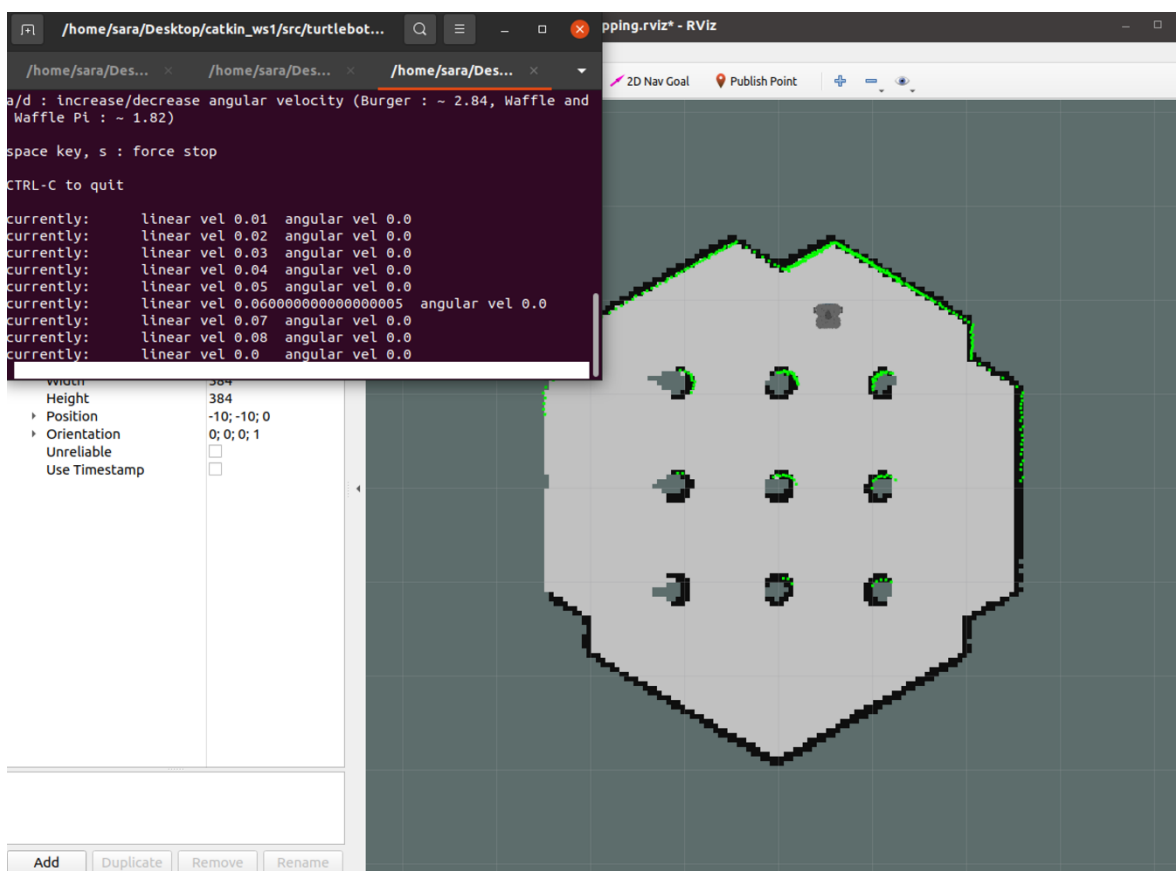 /home/sara/Desktop/catkin_ws1/src/turtlebot...
pping.rviz* - RViz
/home/sara/Des... × /home/sara/Des... × /home/sara/Des... ×
2D Nav Goal Publish Point
a/d : increase/decrease angular velocity (Burger : ~ 2.84, Waffle and
Waffle Pi : ~ 1.82)
space key, s : force stop
CTRL-C to quit
currently: linear vel 0.01 angular vel 0.0
currently: linear vel 0.02 angular vel 0.0
currently: linear vel 0.03 angular vel 0.0
currently: linear vel 0.04 angular vel 0.0
currently: linear vel 0.05 angular vel 0.0
currently: linear vel 0.060000000000000005 angular vel 0.0
currently: linear vel 0.07 angular vel 0.0
currently: linear vel 0.08 angular vel 0.0
currently: linear vel 0.0 angular vel 0.0
Width 384
Height 384
Position -10; -10; 0
Orientation 0; 0; 0; 1
Unreliable
Use Timestamp
Add Duplicate Remove Rename